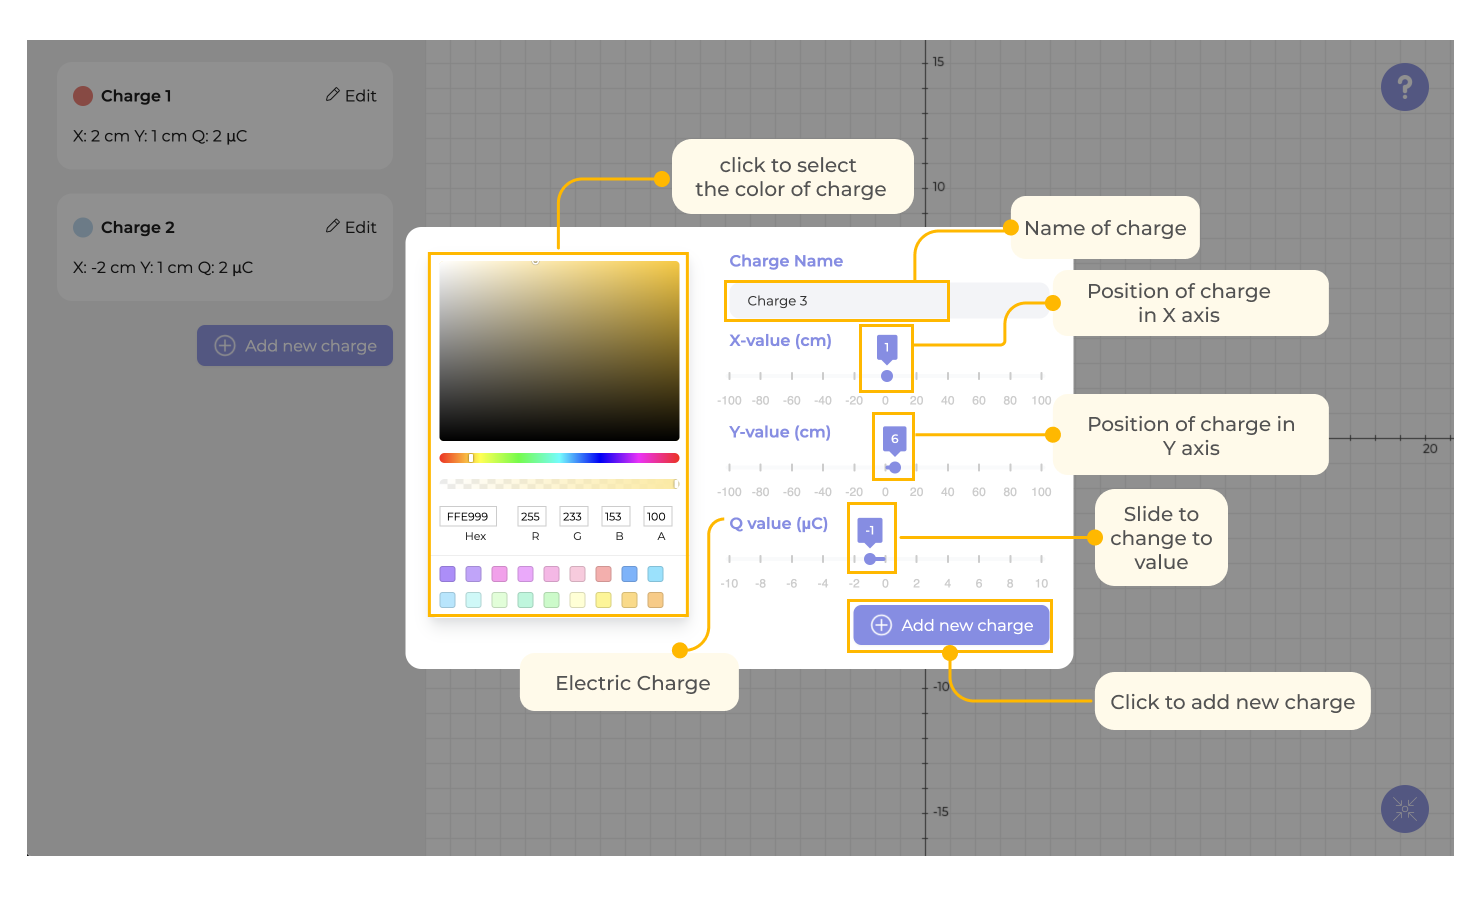 Charge 1
Edit
X: 2 cm Y: 1 cm Q: 2 μC
Charge 2
Edit
X: -2 cm Y: 1 cm Q: 2 μC
Add new charge
15
?
10
20
-10
-15
click to select
the color of charge
Name of charge
Charge Name
Charge 3
Position of charge
in X axis
X-value (cm)
1
-100 -80 -60 -40 -20 0 20 40 60 80 100
Y-value (cm)
6
Position of charge in
Y axis
-100 -80 -60 -40 -20 0 20 40 60 80 100
Q value (μC)
-1
Slide to
change to
value
-10 -8 -6 -4 -2 0 2 4 6 8 10
FFE999 255 233 153 100
Hex R G B A
Add new charge
Electric Charge
Click to add new charge